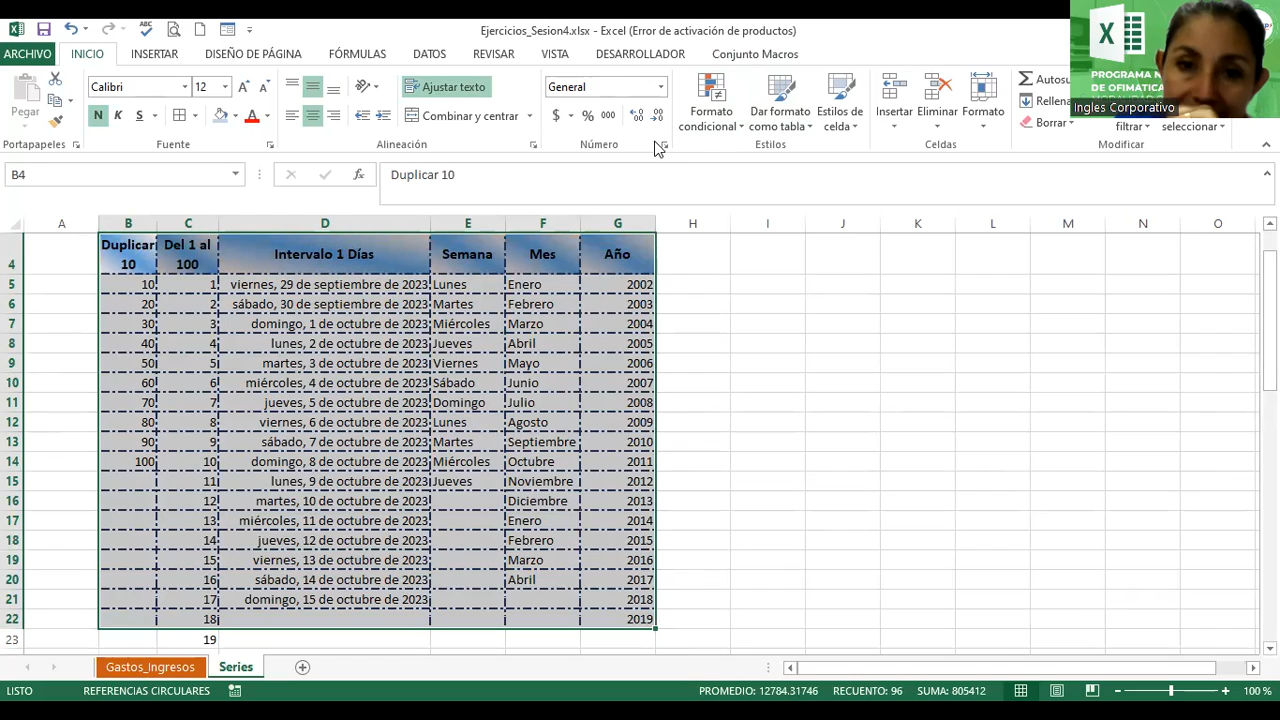 Ejercicios_Sesion4.xlsx - Excel (Error de activación de productos)
ARCHIVO INICIO INSERTAR DISEÑO DE PÁGINA FÓRMULAS DATOS REVISAR VISTA DESARROLLADOR Conjunto Macros
PROGRAMA
DE OFIMÁTICA
Ingles Corporativo
Pegar
Calibri 12
Ajustar texto
General
Formato condicional
Dar formato como tabla
Estilos de celda
Insertar
Eliminar
Formato
N K S
Combinar y centrar
$ % 000
Borrar
filtrar
seleccionar
Portapapeles Fuente Alineación Número Estilos Celdas Modificar
B4 fx Duplicar 10
A B C D E F G H I J K L M N O
4 Duplicar 10 Del 1 al 100 Intervalo 1 Días Semana Mes Año
5 10 1 viernes, 29 de septiembre de 2023 Lunes Enero 2002
6 20 2 sábado, 30 de septiembre de 2023 Martes Febrero 2003
7 30 3 domingo, 1 de octubre de 2023 Miércoles Marzo 2004
8 40 4 lunes, 2 de octubre de 2023 Jueves Abril 2005
9 50 5 martes, 3 de octubre de 2023 Viernes Mayo 2006
10 60 6 miércoles, 4 de octubre de 2023 Sábado Junio 2007
11 70 7 jueves, 5 de octubre de 2023 Domingo Julio 2008
12 80 8 viernes, 6 de octubre de 2023 Lunes Agosto 2009
13 90 9 sábado, 7 de octubre de 2023 Martes Septiembre 2010
14 100 10 domingo, 8 de octubre de 2023 Miércoles Octubre 2011
15 11 lunes, 9 de octubre de 2023 Jueves Noviembre 2012
16 12 martes, 10 de octubre de 2023 Diciembre 2013
17 13 miércoles, 11 de octubre de 2023 Enero 2014
18 14 jueves, 12 de octubre de 2023 Febrero 2015
19 15 viernes, 13 de octubre de 2023 Marzo 2016
20 16 sábado, 14 de octubre de 2023 Abril 2017
21 17 domingo, 15 de octubre de 2023 2018
22 18 2019
23 19
Gastos_Ingresos Series
LISTO REFERENCIAS CIRCULARES PROMEDIO: 12784.31746 RECUENTO: 96 SUMA: 805412 100 %